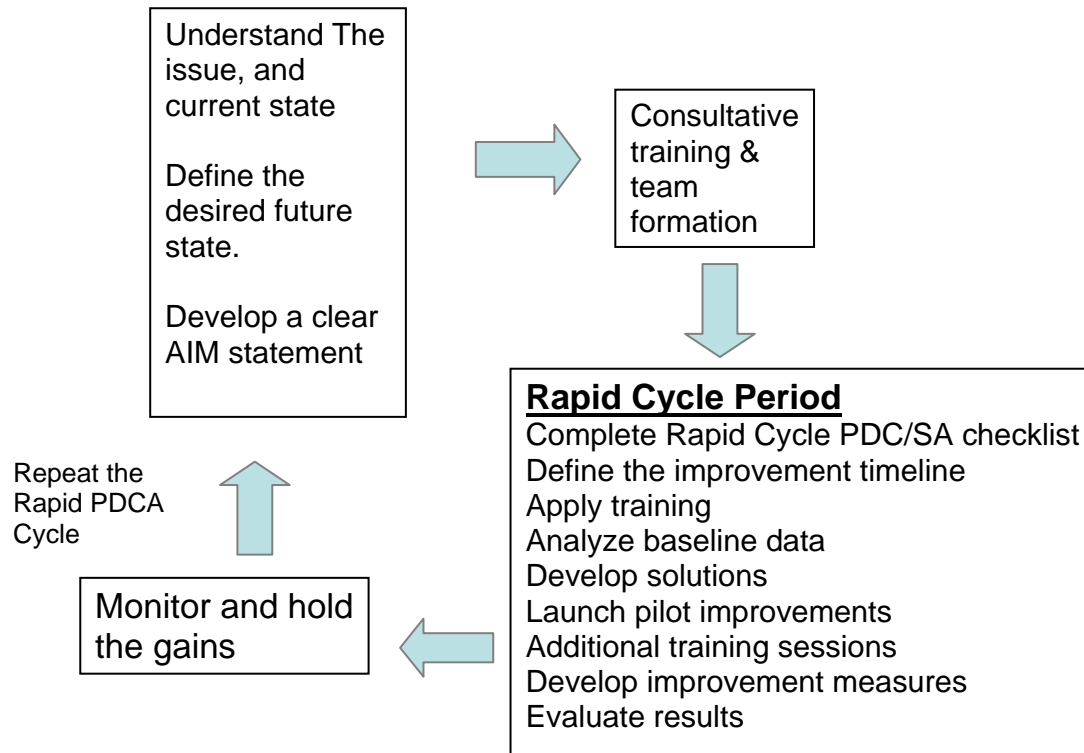 Understand The
issue, and
current state
Define the
desired future
state.
Develop a clear
AIM statement
Consultative
training &
team
formation
Rapid Cycle Period
Complete Rapid Cycle PDC/SA checklist
Define the improvement timeline
Apply training
Analyze baseline data
Develop solutions
Launch pilot improvements
Additional training sessions
Develop improvement measures
Evaluate results
Monitor and hold
the gains
Repeat the
Rapid PDCA
Cycle